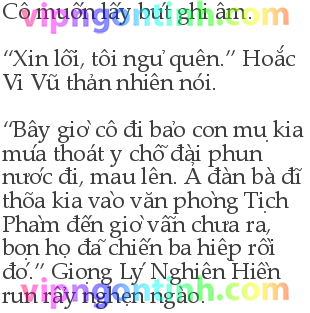 Cô muốn lấy bút ghi âm.
“Xin lỗi, tôi ngư quên.” Hoắc
Vi Vũ thản nhiên nói.
“Bây giờ cô đi bảo con mụ kia
múa thoát y chỗ đài phun
nước đi, mau lên. Ả đàn bà đĩ
thõa kia vào văn phòng Tịch
Phàm đến giờ vẫn chưa ra,
bọn họ đã chiến ba hiệp rồi
đó.” Giọng Lý Nghiên Hiền
run rẩy nghẹn ngào.
vipngontinh.com
vipngontinh.com